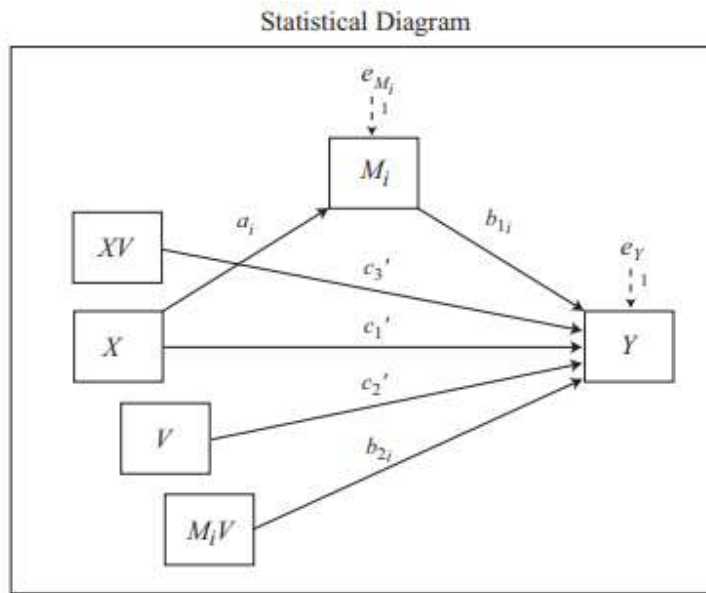 Statistical Diagram
e_{M_i}
1
M_i
a_i
b_{1i}
XV
c_3'
e_Y
1
X
c_1'
Y
c_2'
V
b_{2i}
M_iV